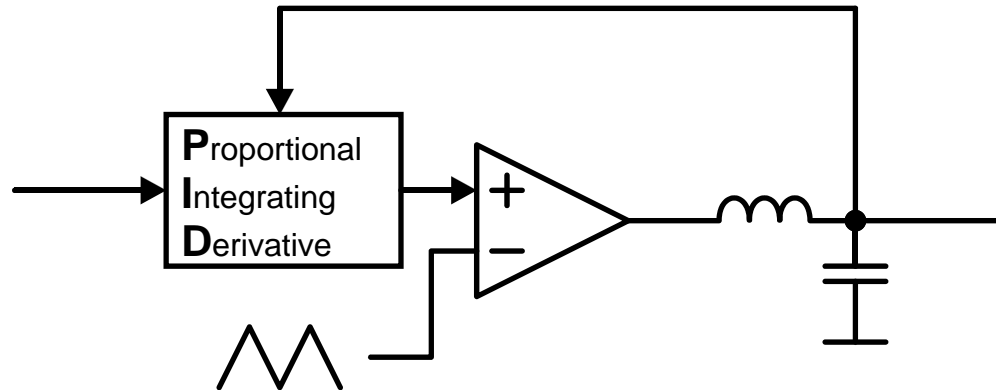 Proportional
Integrating
Derivative
+
−